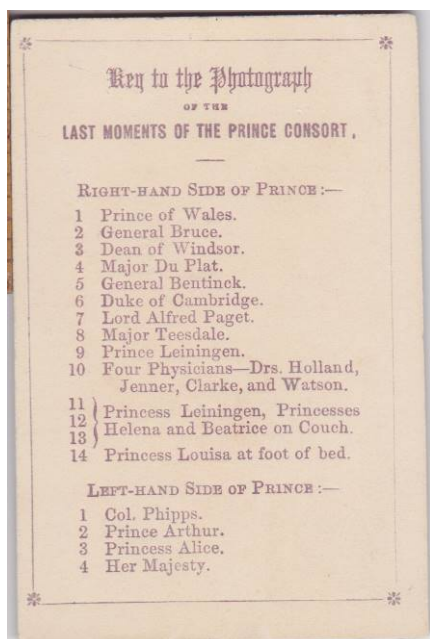 Key to the Photograph
OF THE
LAST MOMENTS OF THE PRINCE CONSORT.
RIGHT-HAND SIDE OF PRINCE :—
1 Prince of Wales.
2 General Bruce.
3 Dean of Windsor.
4 Major Du Plat.
5 General Bentinck.
6 Duke of Cambridge.
7 Lord Alfred Paget.
8 Major Teesdale.
9 Prince Leiningen.
10 Four Physicians—Drs. Holland,
Jenner, Clarke, and Watson.
11
12
13
Princess Leiningen, Princesses
Helena and Beatrice on Couch.
14 Princess Louisa at foot of bed.
LEFT-HAND SIDE OF PRINCE :—
1 Col. Phipps.
2 Prince Arthur.
3 Princess Alice.
4 Her Majesty.